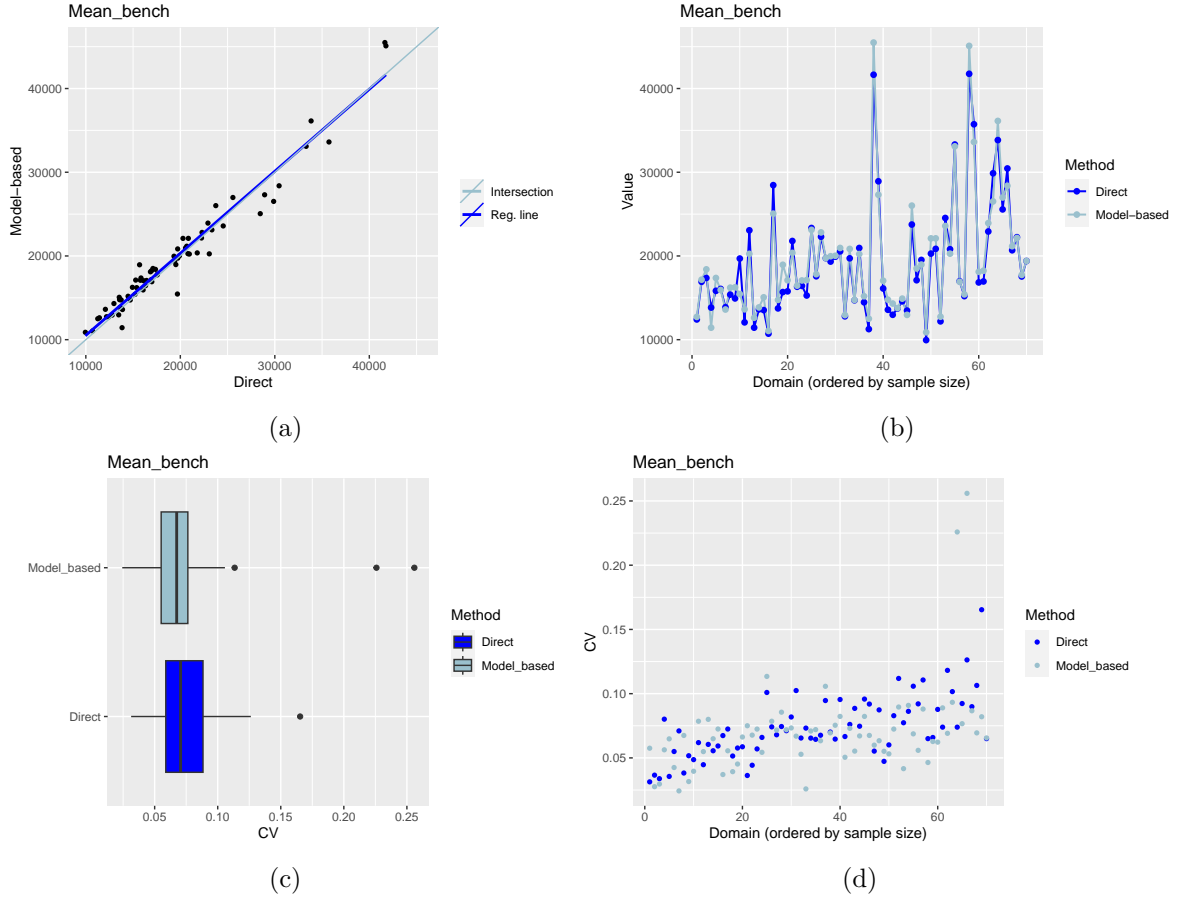 Mean_bench
40000
30000
20000
10000
Model−based
10000 20000 30000 40000
Direct
Intersection
Reg. line
(a)
Mean_bench
40000
30000
20000
10000
Value
0 20 40 60
Domain (ordered by sample size)
Method
Direct
Model−based
(b)
Mean_bench
Model_based
Direct
0.05 0.10 0.15 0.20 0.25
CV
Method
Direct
Model_based
(c)
Mean_bench
0.25
0.20
0.15
0.10
0.05
CV
0 20 40 60
Domain (ordered by sample size)
Method
Direct
Model_based
(d)